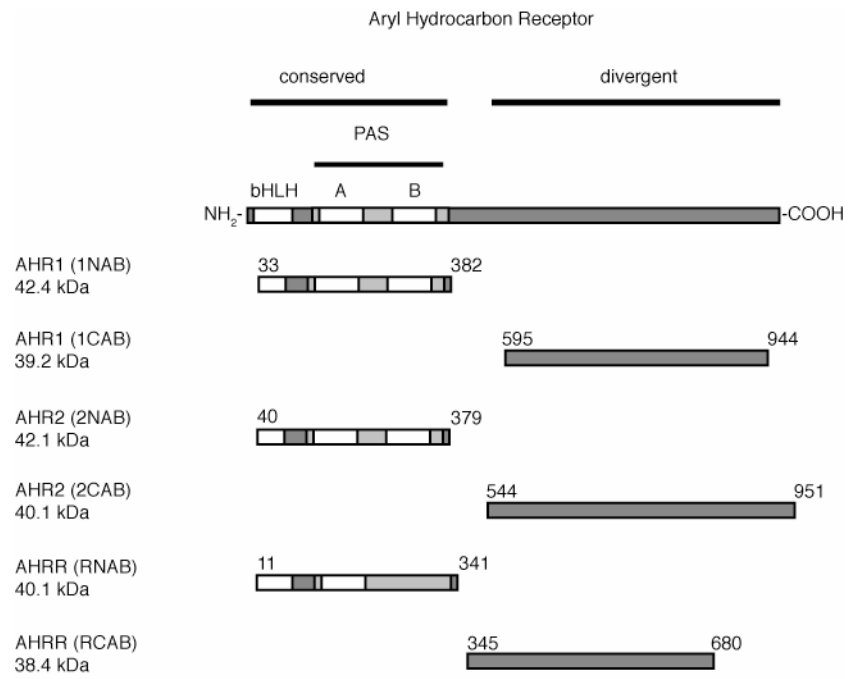 Aryl Hydrocarbon Receptor
conserved divergent
PAS
bHLH A B
NH2- -COOH
AHR1 (1NAB) 33 382
42.4 kDa
AHR1 (1CAB) 595 944
39.2 kDa
AHR2 (2NAB) 40 379
42.1 kDa
AHR2 (2CAB) 544 951
40.1 kDa
AHRR (RNAB) 11 341
40.1 kDa
AHRR (RCAB) 345 680
38.4 kDa